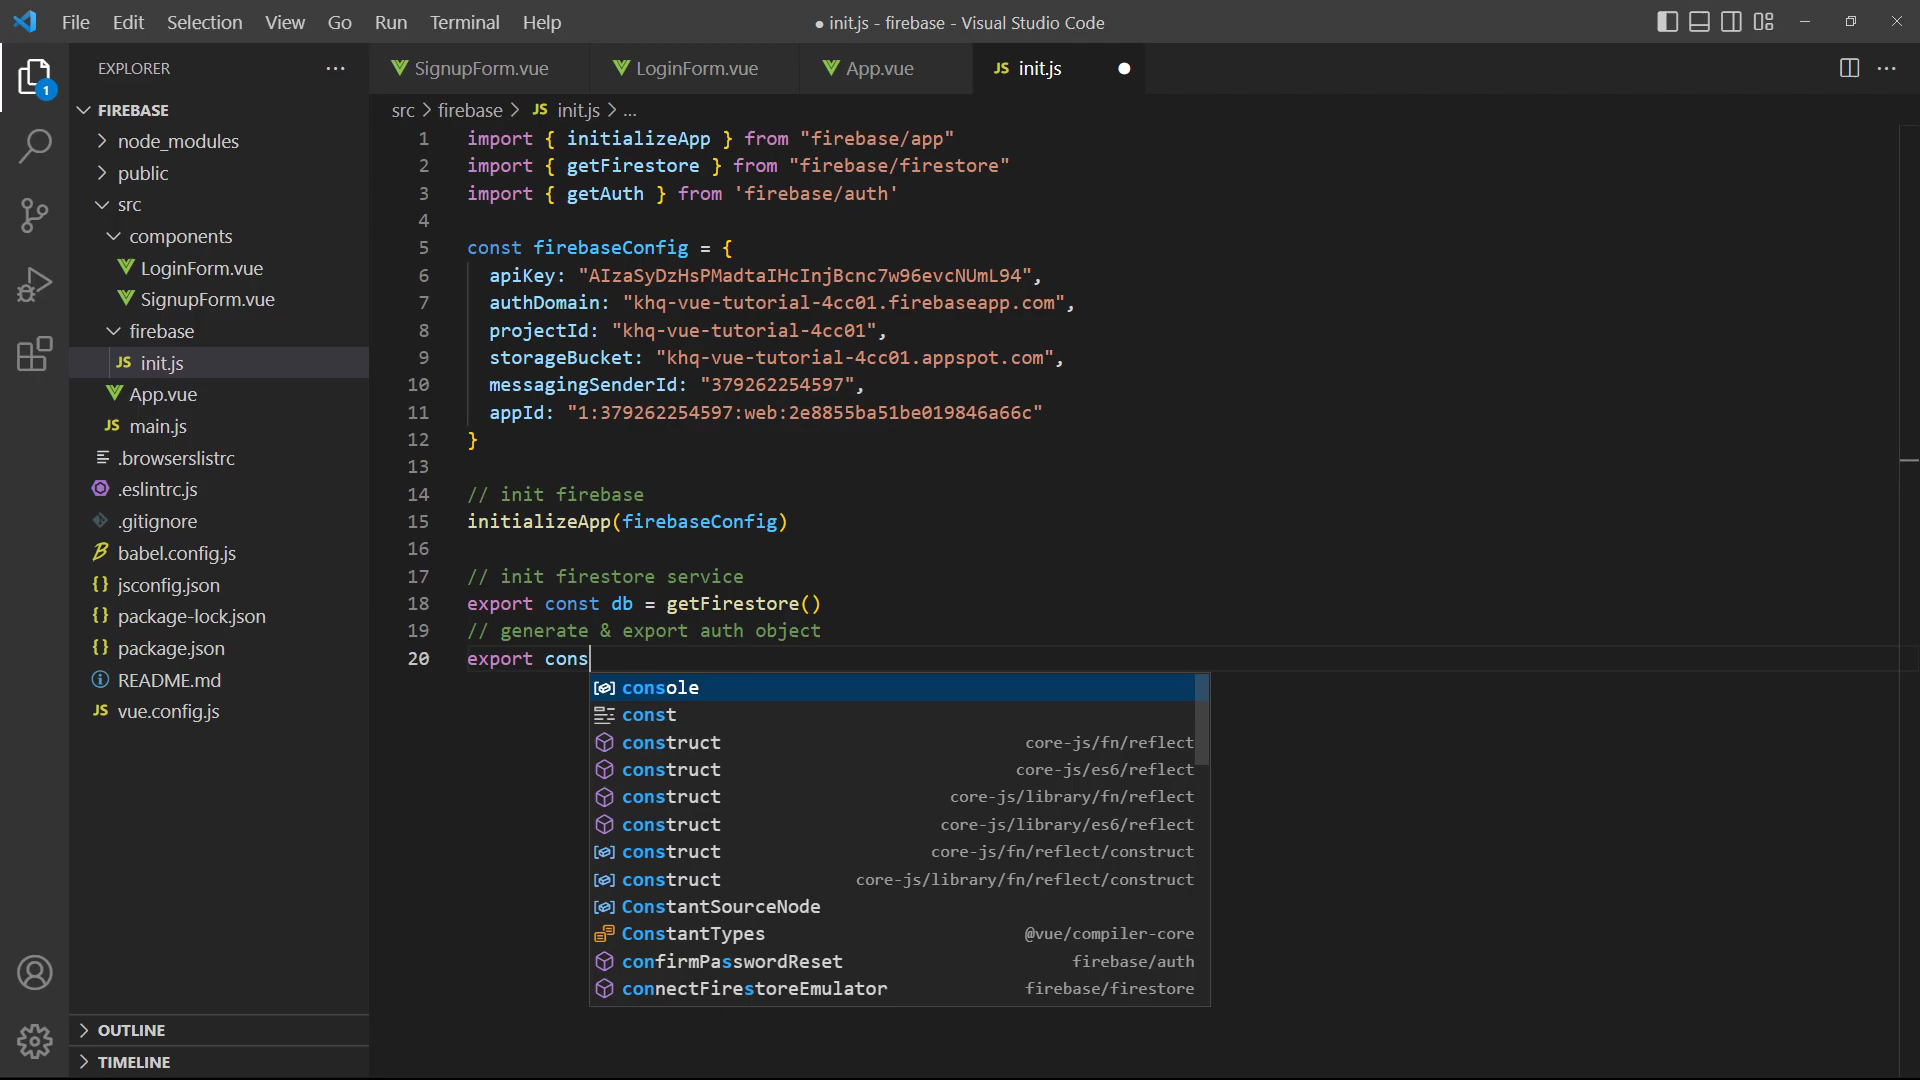 File Edit Selection View Go Run Terminal Help
● init.js - firebase - Visual Studio Code
EXPLORER
1
FIREBASE
node_modules
public
src
components
LoginForm.vue
SignupForm.vue
firebase
JS init.js
App.vue
JS main.js
.browserslistrc
.eslintrc.js
.gitignore
babel.config.js
{} jsconfig.json
{} package-lock.json
{} package.json
README.md
JS vue.config.js
OUTLINE
TIMELINE
SignupForm.vue LoginForm.vue App.vue JS init.js
src > firebase > JS init.js > ...
1 import { initializeApp } from "firebase/app"
2 import { getFirestore } from "firebase/firestore"
3 import { getAuth } from 'firebase/auth'
4
5 const firebaseConfig = {
6 apiKey: "AIzaSyDzHsPMadtaIHcInjBcnc7w96evcNUmL94",
7 authDomain: "khq-vue-tutorial-4cc01.firebaseapp.com",
8 projectId: "khq-vue-tutorial-4cc01",
9 storageBucket: "khq-vue-tutorial-4cc01.appspot.com",
10 messagingSenderId: "379262254597",
11 appId: "1:379262254597:web:2e8855ba51be019846a66c"
12 }
13
14 // init firebase
15 initializeApp(firebaseConfig)
16
17 // init firestore service
18 export const db = getFirestore()
19 // generate & export auth object
20 export cons
console
const
construct core-js/fn/reflect
construct core-js/es6/reflect
construct core-js/library/fn/reflect
construct core-js/library/es6/reflect
construct core-js/fn/reflect/construct
construct core-js/library/fn/reflect/construct
ConstantSourceNode
ConstantTypes @vue/compiler-core
confirmPasswordReset firebase/auth
connectFirestoreEmulator firebase/firestore